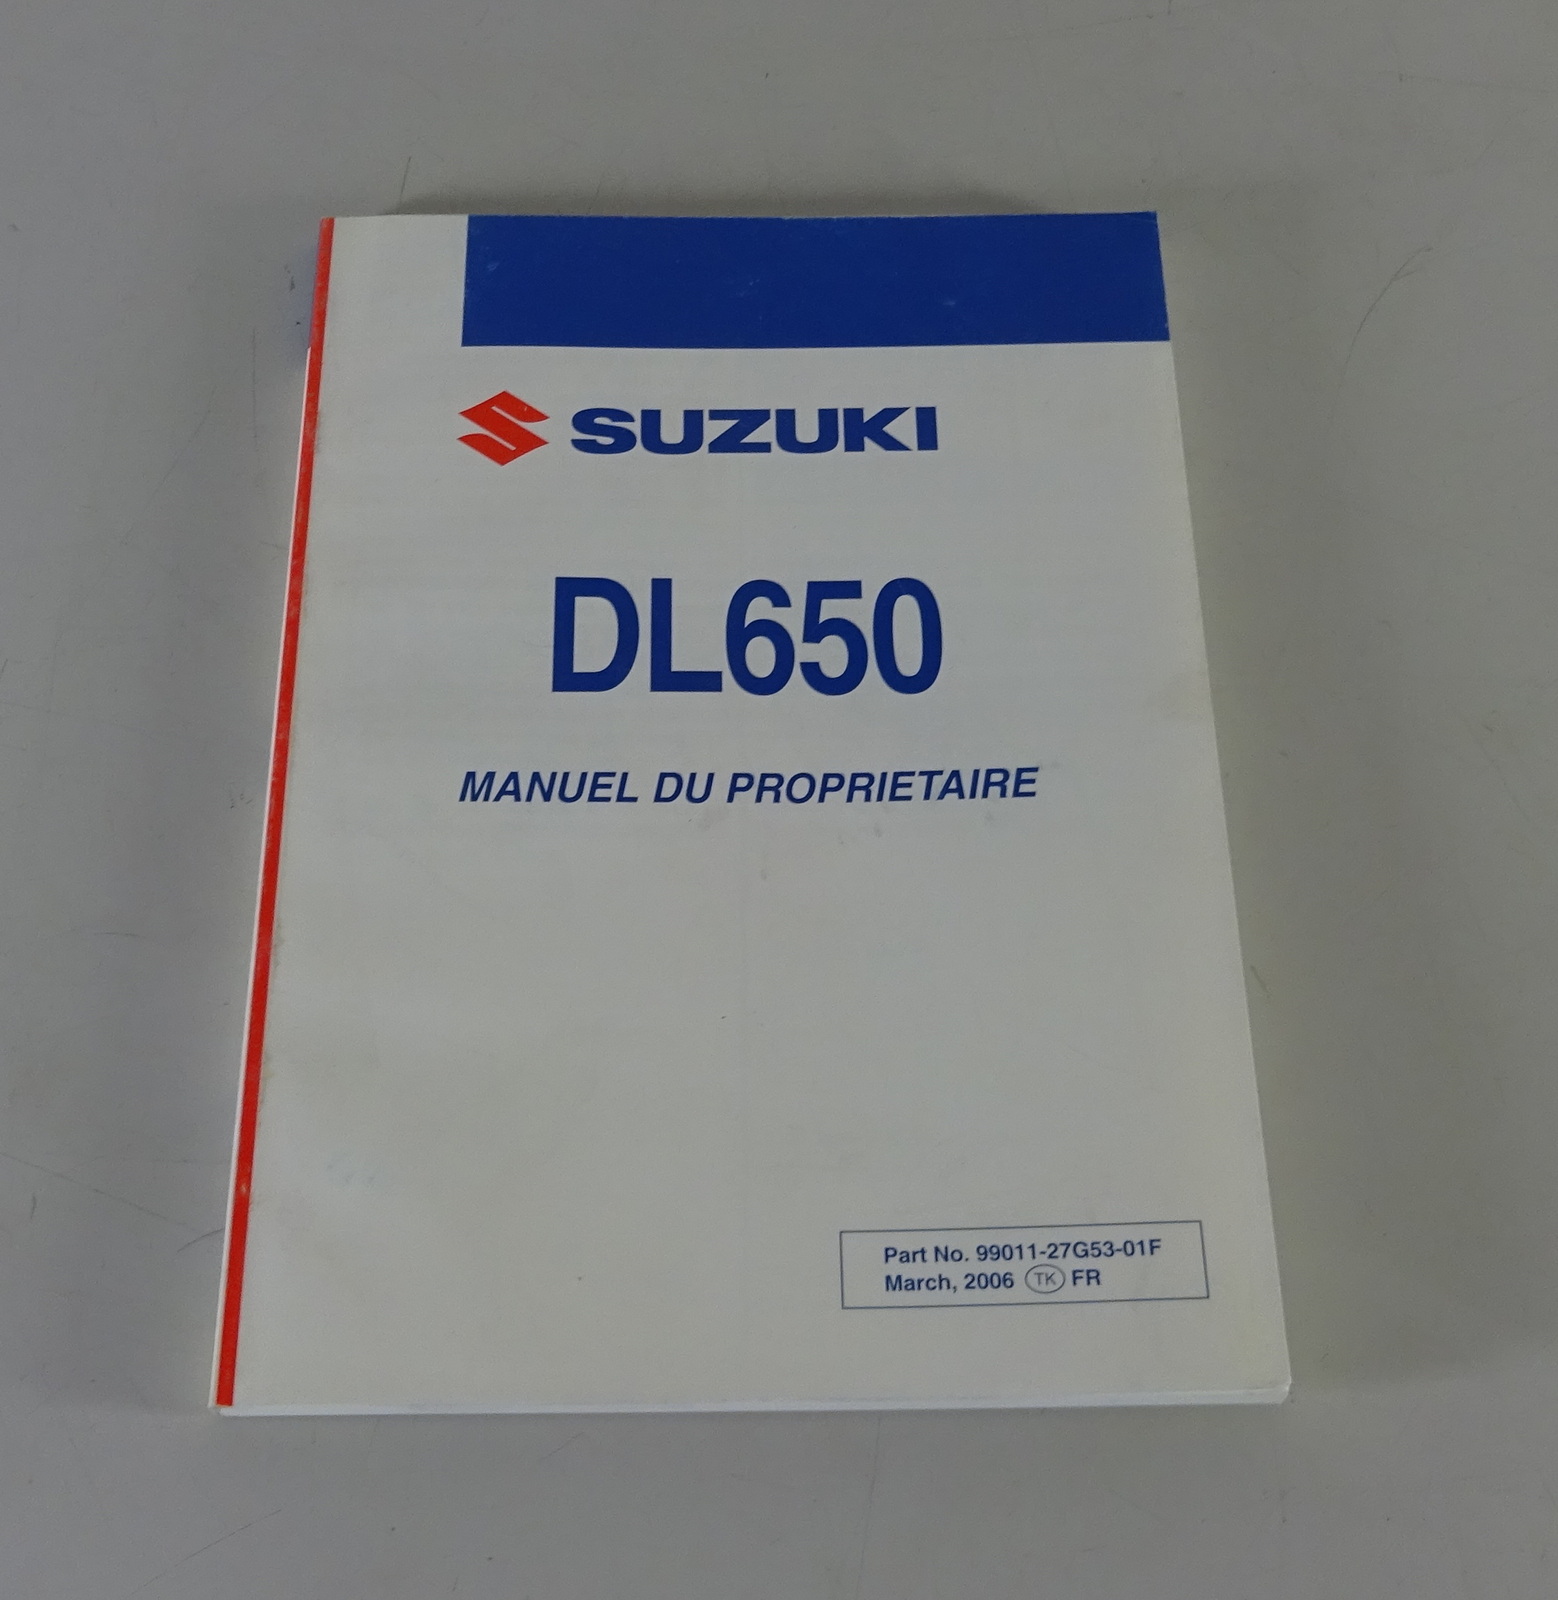 SUZUKI
DL650
MANUEL DU PROPRIETAIRE
Part No. 99011-27G53-01F
March, 2006 TK FR